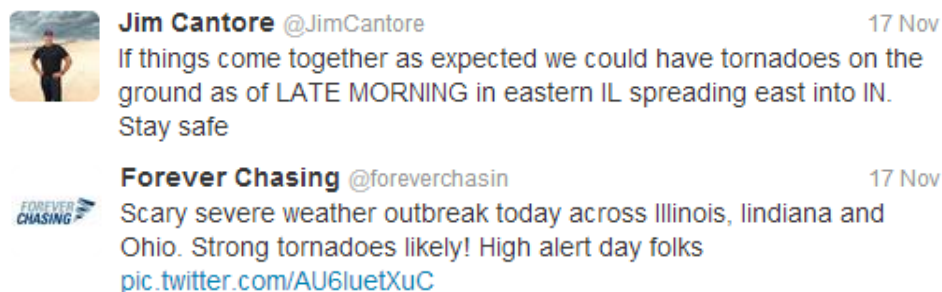 Jim Cantore @JimCantore 17 Nov
If things come together as expected we could have tornadoes on the
ground as of LATE MORNING in eastern IL spreading east into IN.
Stay safe
Forever Chasing @foreverchasin 17 Nov
FOREVER
CHASING
Scary severe weather outbreak today across Illinois, Iindiana and
Ohio. Strong tornadoes likely! High alert day folks
pic.twitter.com/AU6luetXuC